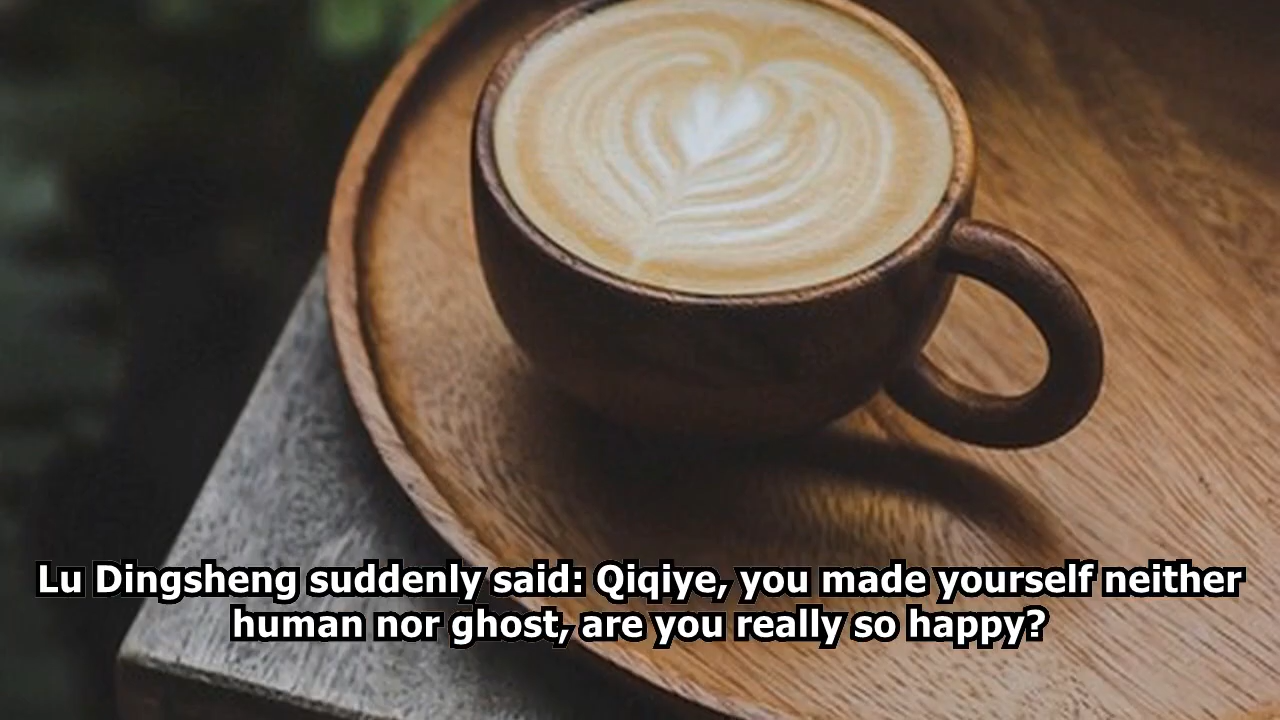 Lu Dingsheng suddenly said: Qiqiye, you made yourself neither
human nor ghost, are you really so happy?